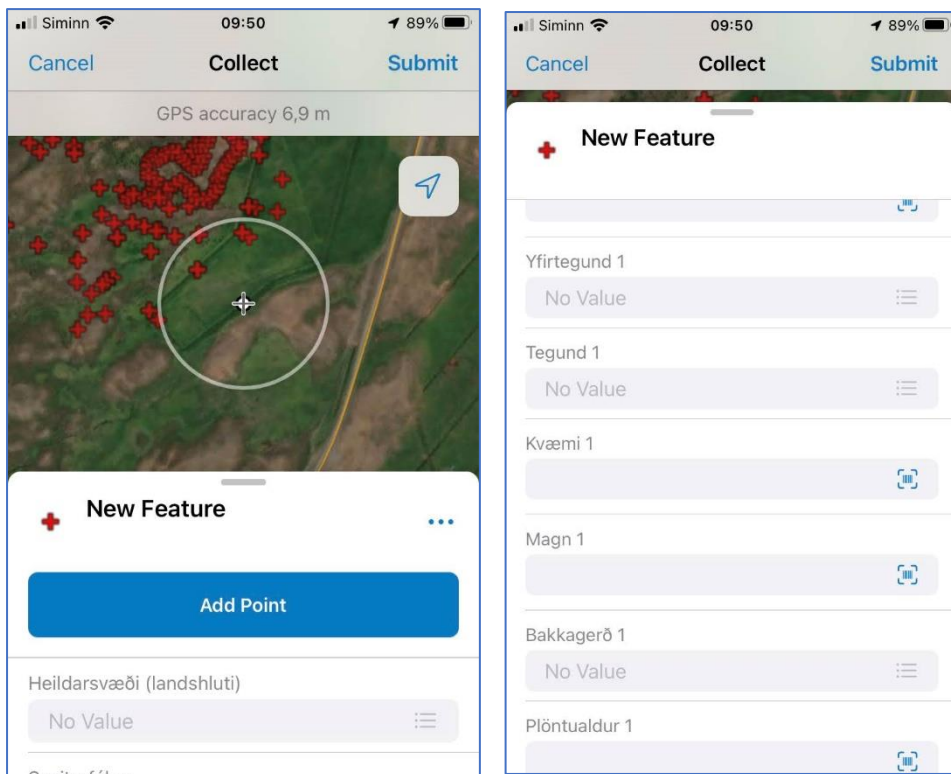 Siminn 09:50 89%
Cancel Collect Submit
GPS accuracy 6,9 m
New Feature
Add Point
Heildarsvæði (landshluti)
No Value
Siminn 09:50 89%
Cancel Collect Submit
New Feature
Yfirtegund 1
No Value
Tegund 1
No Value
Kvæmi 1
Magn 1
Bakkagerð 1
No Value
Plöntualdur 1